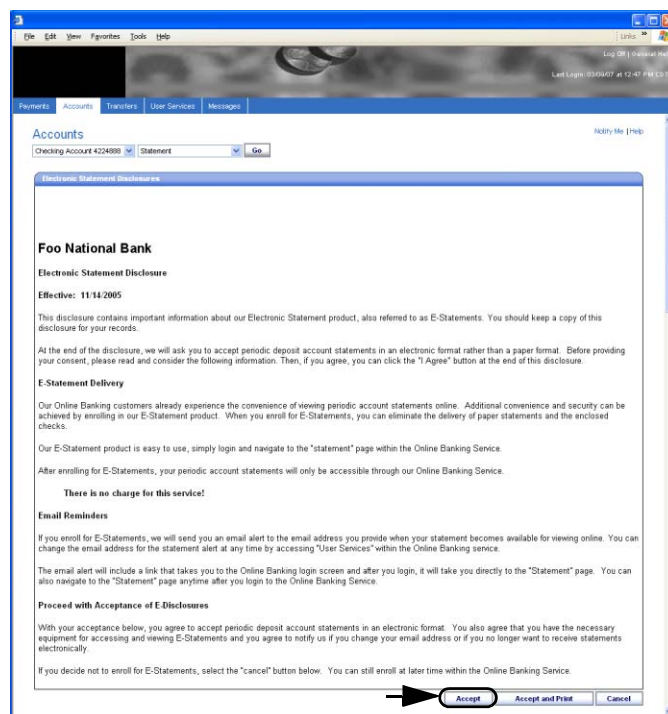 File Edit View Favorites Tools Help
Links »
Log Off | General Hel
Last Login: 03/09/07 at 12:47 PM CST
Payments Accounts Transfers User Services Messages
Accounts
Notify Me | Help
Checking Account 4224888 Statement Go
Electronic Statement Disclosures
Foo National Bank
Electronic Statement Disclosure
Effective: 11/14/2005
This disclosure contains important information about our Electronic Statement product, also referred to as E-Statements. You should keep a copy of this
disclosure for your records.
At the end of the disclosure, we will ask you to accept periodic deposit account statements in an electronic format rather than a paper format. Before providing
your consent, please read and consider the following information. Then, if you agree, you can click the "I Agree" button at the end of this disclosure.
E-Statement Delivery
Our Online Banking customers already experience the convenience of viewing periodic account statements online. Additional convenience and security can be
achieved by enrolling in our E-Statement product. When you enroll for E-Statements, you can eliminate the delivery of paper statements and the enclosed
checks.
Our E-Statement product is easy to use, simply login and navigate to the "statement" page within the Online Banking Service.
After enrolling for E-Statements, your periodic account statements will only be accessible through our Online Banking Service.
There is no charge for this service!
Email Reminders
If you enroll for E-Statements, we will send you an email alert to the email address you provide when your statement becomes available for viewing online. You can
change the email address for the statement alert at any time by accessing "User Services" within the Online Banking service.
The email alert will include a link that takes you to the Online Banking login screen and after you login, it will take you directly to the "Statement" page. You can
also navigate to the "Statement" page anytime after you login to the Online Banking Service.
Proceed with Acceptance of E-Disclosures
With your acceptance below, you agree to accept periodic deposit account statements in an electronic format. You also agree that you have the necessary
equipment for accessing and viewing E-Statements and you agree to notify us if you change your email address or if you no longer want to receive statements
electronically.
If you decide not to enroll for E-Statements, select the "cancel" button below. You can still enroll at later time within the Online Banking Service.
Accept Accept and Print Cancel